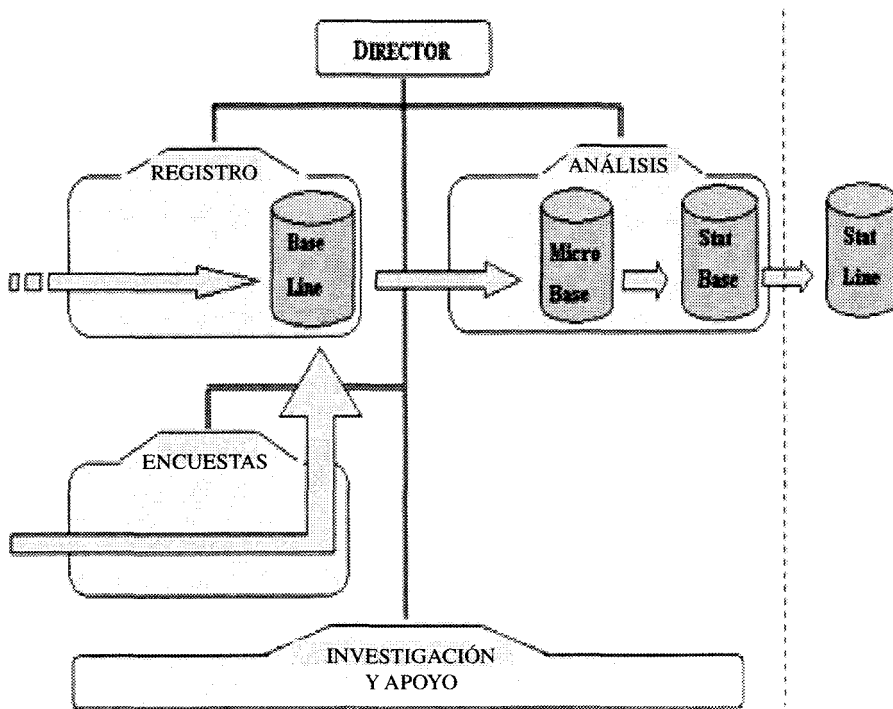 DIRECTOR
REGISTRO
ANÁLISIS
Base
Line
Micro
Base
Stat
Base
Stat
Line
ENCUESTAS
INVESTIGACIÓN
Y APOYO